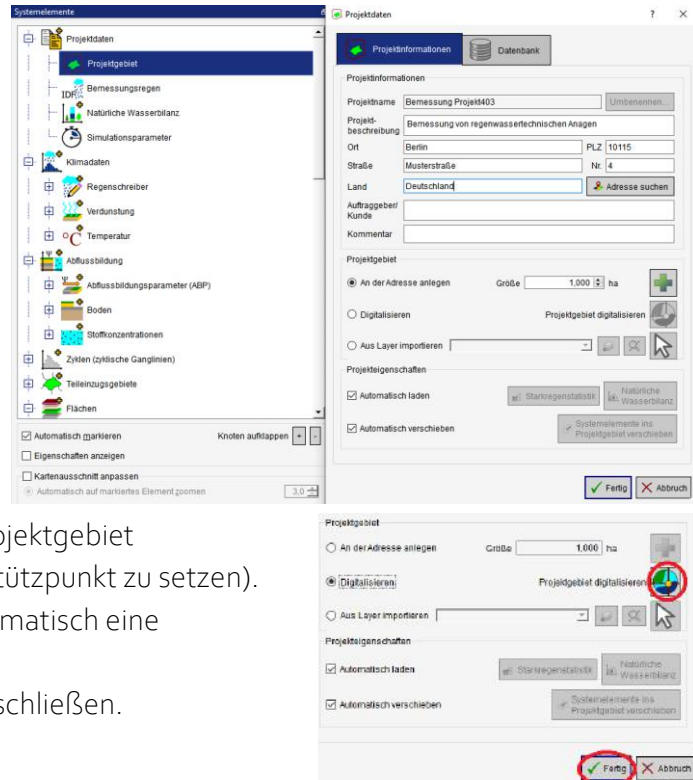 Systemelemente
Projektdaten
Projektgebiet
IDF Bemessungsregen
Natürliche Wasserbilanz
Simulationsparameter
Klimadaten
Regenschreiber
Verdunstung
°C Temperatur
Abflussbildung
Abflussbildungsparameter (ABP)
Boden
Stoffkonzentrationen
Zyklen (zyklische Ganglinien)
Teileinzugsgebiete
Flächen
Automatisch markieren Knoten aufklappen + -
Eigenschaften anzeigen
Kartenausschnitt anpassen
Automatisch auf markiertes Element zoomen 3,0
Projektdaten ? ×
Projektinformationen Datenbank
Projektinformationen
Projektname Bemessung Projekt403 Umbenennen...
Projekt-
beschreibung Bemessung von regenwassertechnischen Anagen
Ort Berlin PLZ 10115
Straße Musterstraße Nr. 4
Land Deutschland Adresse suchen
Auftraggeber/
Kunde
Kommentar
Projektgebiet
An der Adresse anlegen Größe 1,000 ha
Digitalisieren Projektgebiet digitalisieren
Aus Layer importieren
Projekteigenschaften
Automatisch laden Starkregenstatistik Natürliche
Wasserbilanz
Automatisch verschieben Systemelemente ins
Projektgebiet verschieben
Fertig Abbruch
ojektgebiet
tützpunkt zu setzen).
matisch eine
schließen.
Projektgebiet
An der Adresse anlegen Größe 1,000 ha
Digitalisieren Projektgebiet digitalisieren
Aus Layer importieren
Projekteigenschaften
Automatisch laden Starkregenstatistik Natürliche
Wasserbilanz
Automatisch verschieben Systemelemente ins
Projektgebiet verschieben
Fertig Abbruch